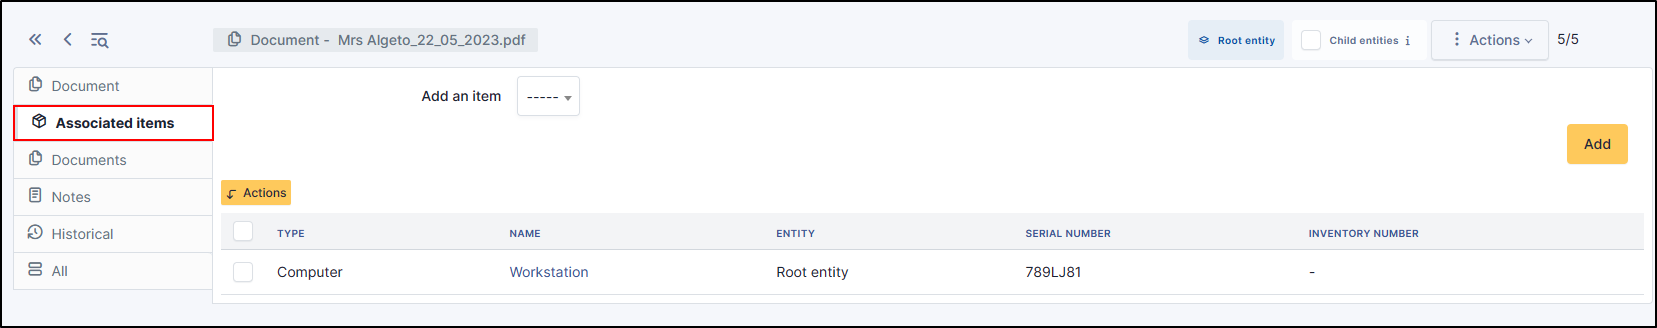 Document - Mrs Algeto_22_05_2023.pdf
Root entity
Child entities i
Actions
5/5
Document
Associated items
Documents
Notes
Historical
All
Add an item
-----
Add
Actions
TYPE NAME ENTITY SERIAL NUMBER INVENTORY NUMBER
Computer Workstation Root entity 789LJ81 -